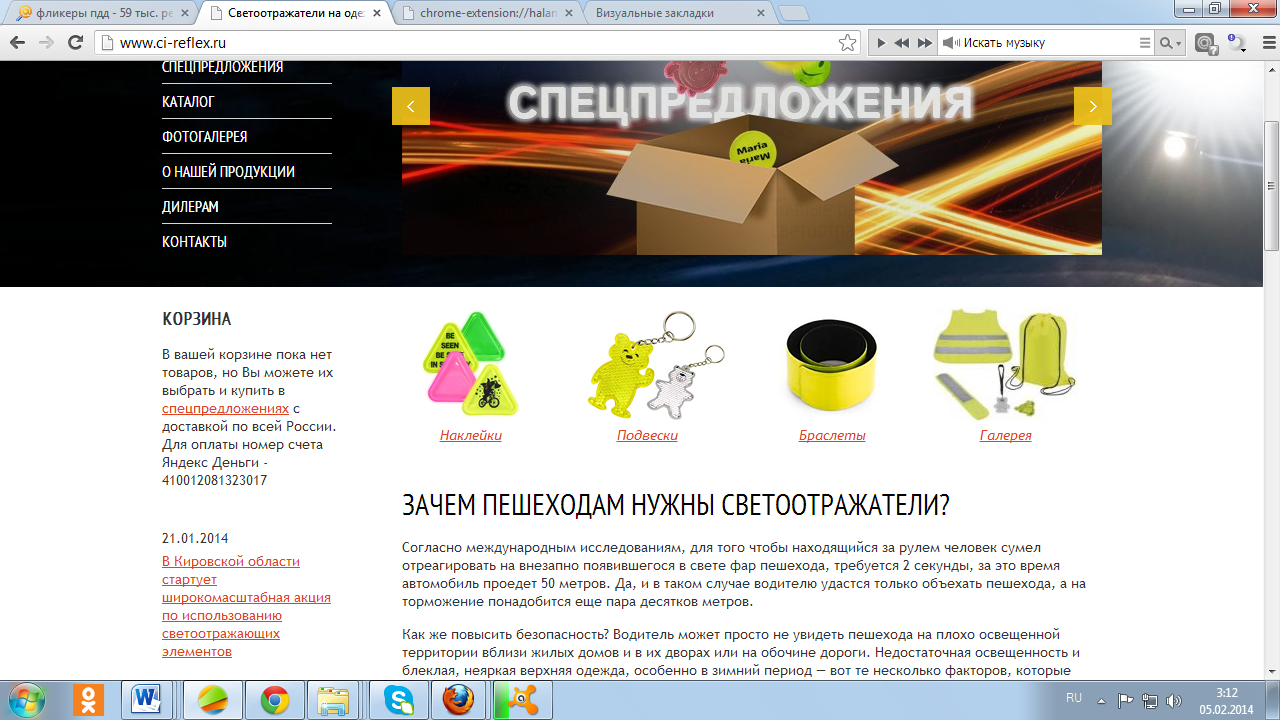 фликеры пдд - 59 тыс. ре
Светоотражатели на оде
chrome-extension://halan
Визуальные закладки
www.ci-reflex.ru
Искать музыку
СПЕЦПРЕДЛОЖЕНИЯ
КАТАЛОГ
ФОТОГАЛЕРЕЯ
О НАШЕЙ ПРОДУКЦИИ
ДИЛЕРАМ
КОНТАКТЫ
СПЕЦПРЕДЛОЖЕНИЯ
Maria
Maria
КОРЗИНА
В вашей корзине пока нет
товаров, но Вы можете их
выбрать и купить в
спецпредложениях с
доставкой по всей России.
Для оплаты номер счета
Яндекс Деньги -
410012081323017
21.01.2014
В Кировской области
стартует
широкомасштабная акция
по использованию
светоотражающих
элементов
BE
SEEN
BE
IN
Наклейки
Подвески
Браслеты
Галерея
ЗАЧЕМ ПЕШЕХОДАМ НУЖНЫ СВЕТООТРАЖАТЕЛИ?
Согласно международным исследованиям, для того чтобы находящийся за рулем человек сумел
отреагировать на внезапно появившегося в свете фар пешехода, требуется 2 секунды, за это время
автомобиль проедет 50 метров. Да, и в таком случае водителю удастся только объехать пешехода, а на
торможение понадобится еще пара десятков метров.
Как же повысить безопасность? Водитель может просто не увидеть пешехода на плохо освещенной
территории вблизи жилых домов и в их дворах или на обочине дороги. Недостаточная освещенность и
блеклая, неяркая верхняя одежда, особенно в зимний период — вот те несколько факторов, которые
RU
3:12
05.02.2014